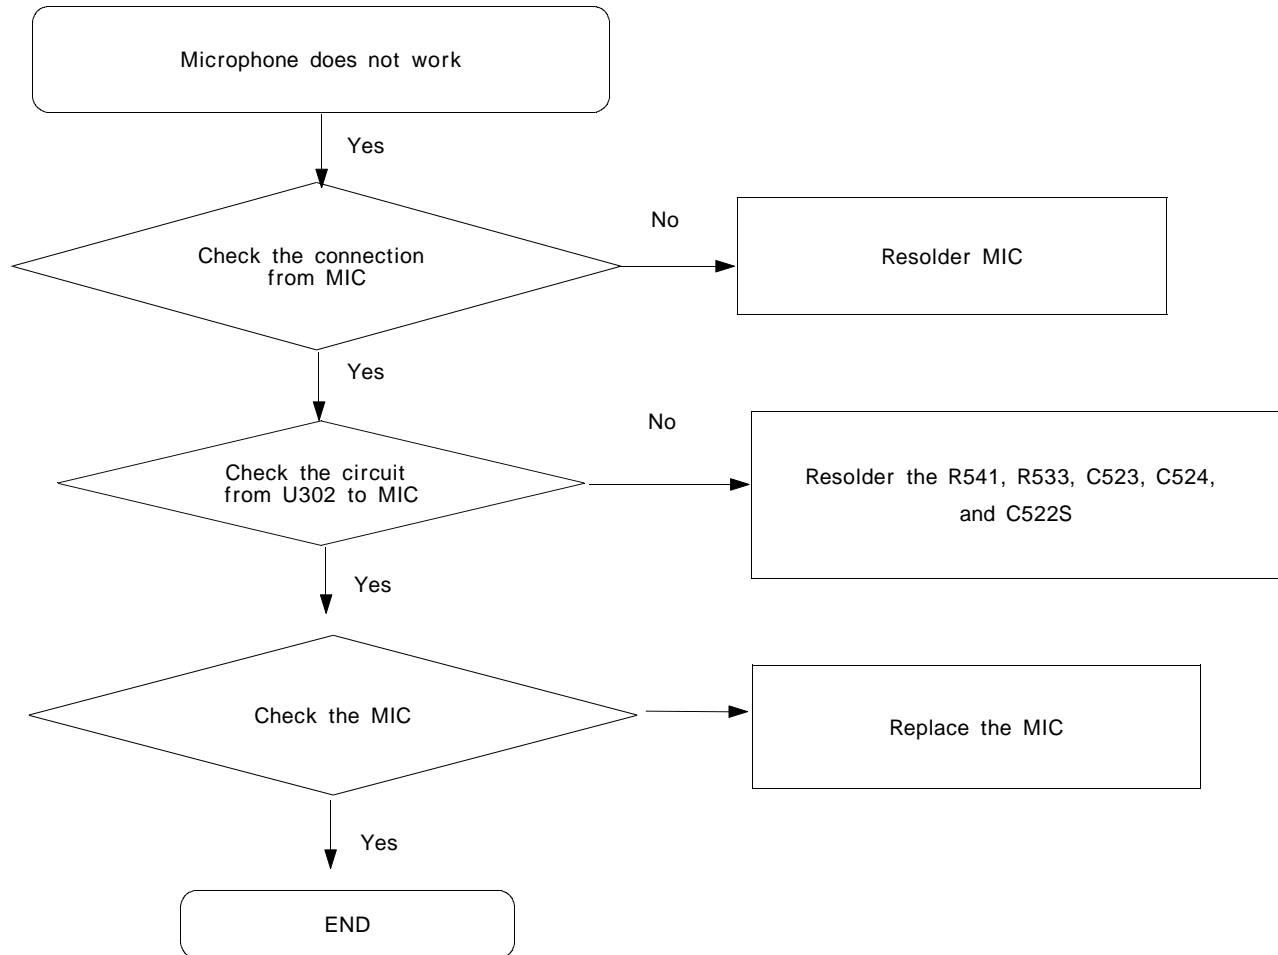 Microphone does not work
Yes
No
Check the connection
from MIC
Resolder MIC
Yes
No
Check the circuit
from U302 to MIC
Resolder the R541, R533, C523, C524,
and C522S
Yes
Check the MIC
Replace the MIC
Yes
END